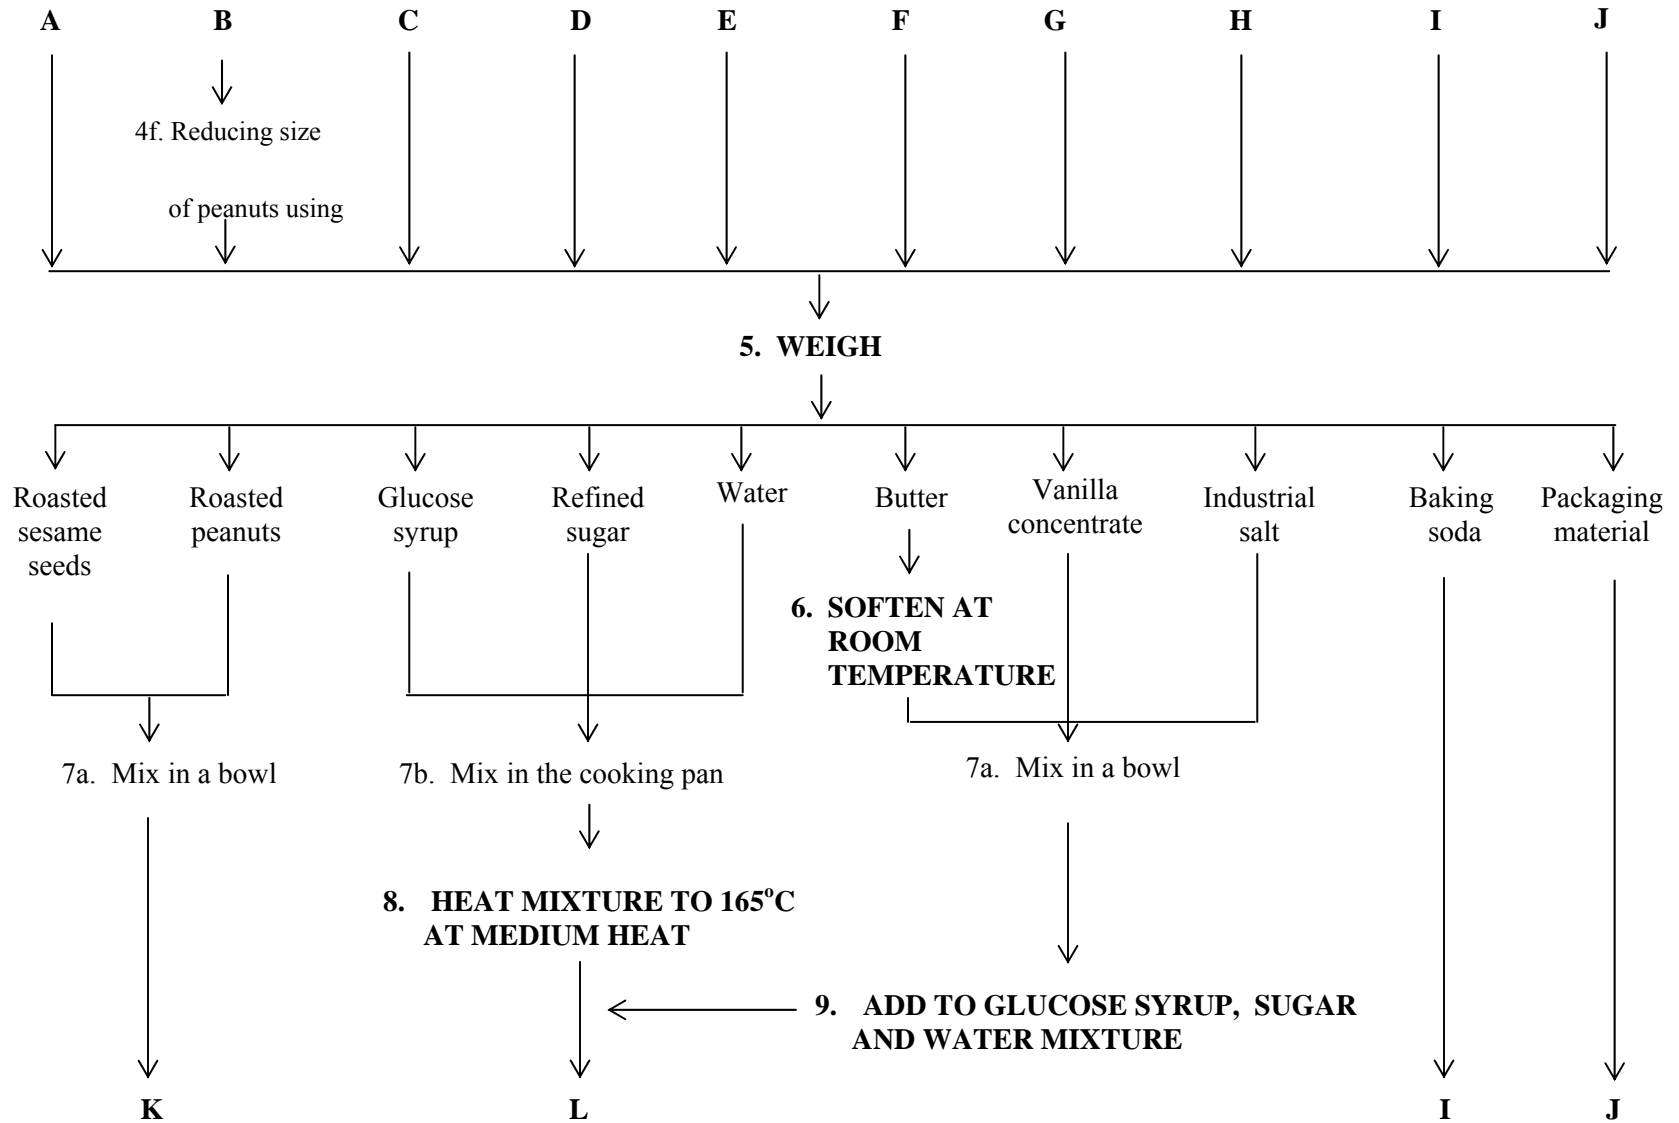 A B C D E F G H I J
4f. Reducing size
of peanuts using
5. WEIGH
Roasted
sesame
seeds
Roasted
peanuts
Glucose
syrup
Refined
sugar
Water
Butter
Vanilla
concentrate
Industrial
salt
Baking
soda
Packaging
material
6. SOFTEN AT
ROOM
TEMPERATURE
7a. Mix in a bowl
7b. Mix in the cooking pan
7a. Mix in a bowl
8. HEAT MIXTURE TO 165°C
AT MEDIUM HEAT
9. ADD TO GLUCOSE SYRUP, SUGAR
AND WATER MIXTURE
K L I J